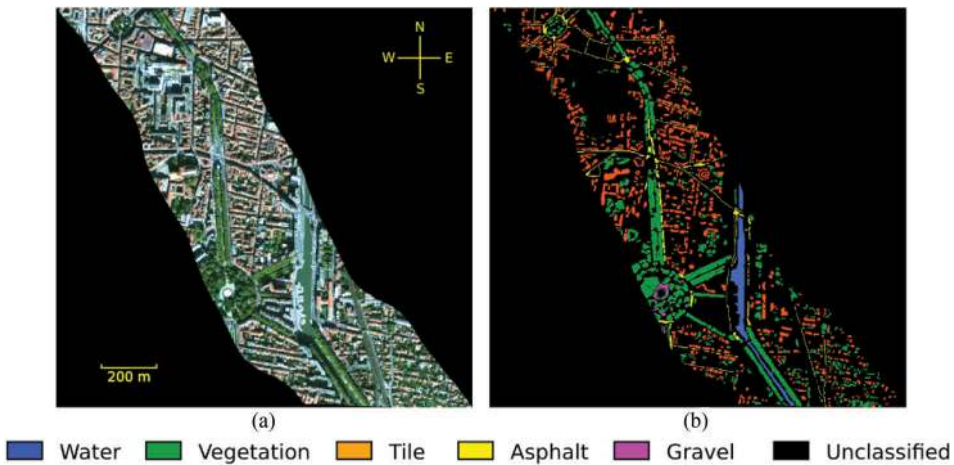 N
W E
S
200 m
(a) (b)
Water Vegetation Tile Asphalt Gravel Unclassified